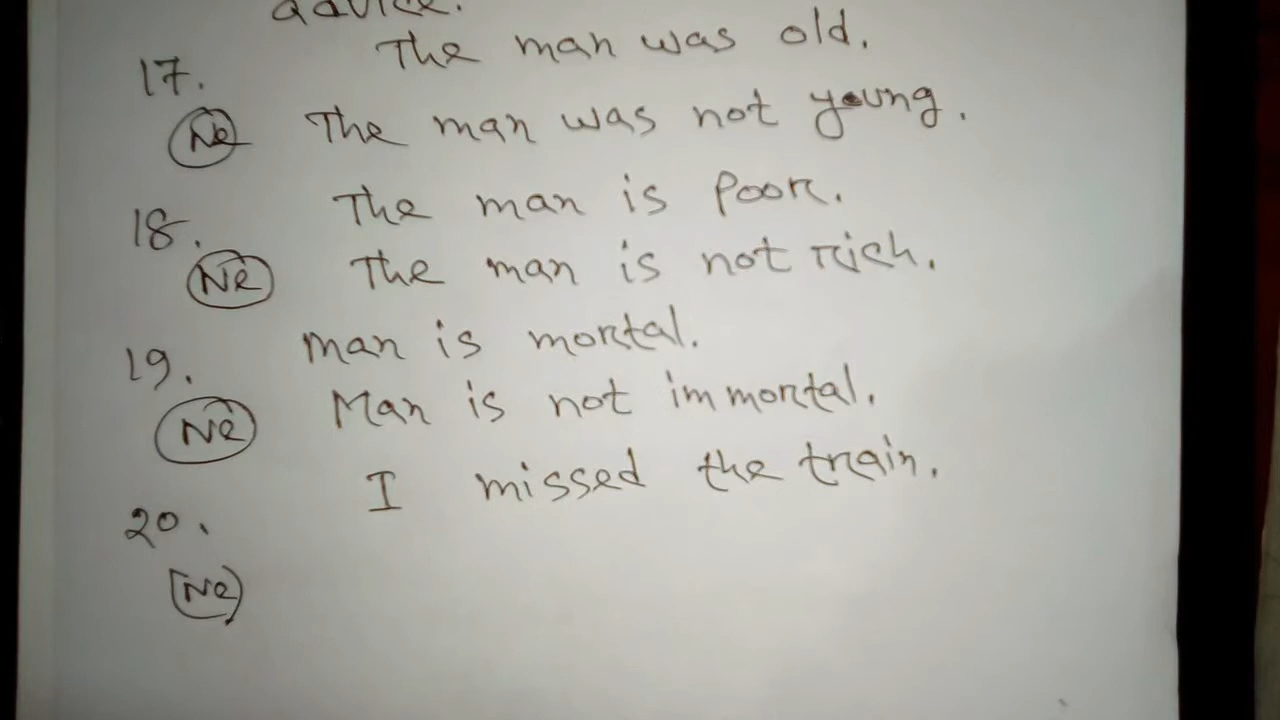 advice.
17. The man was old.
Ne The man was not young.
18. The man is Poor.
Ne The man is not rich.
19. man is mortal.
Ne Man is not immortal.
20. I missed the train.
Ne